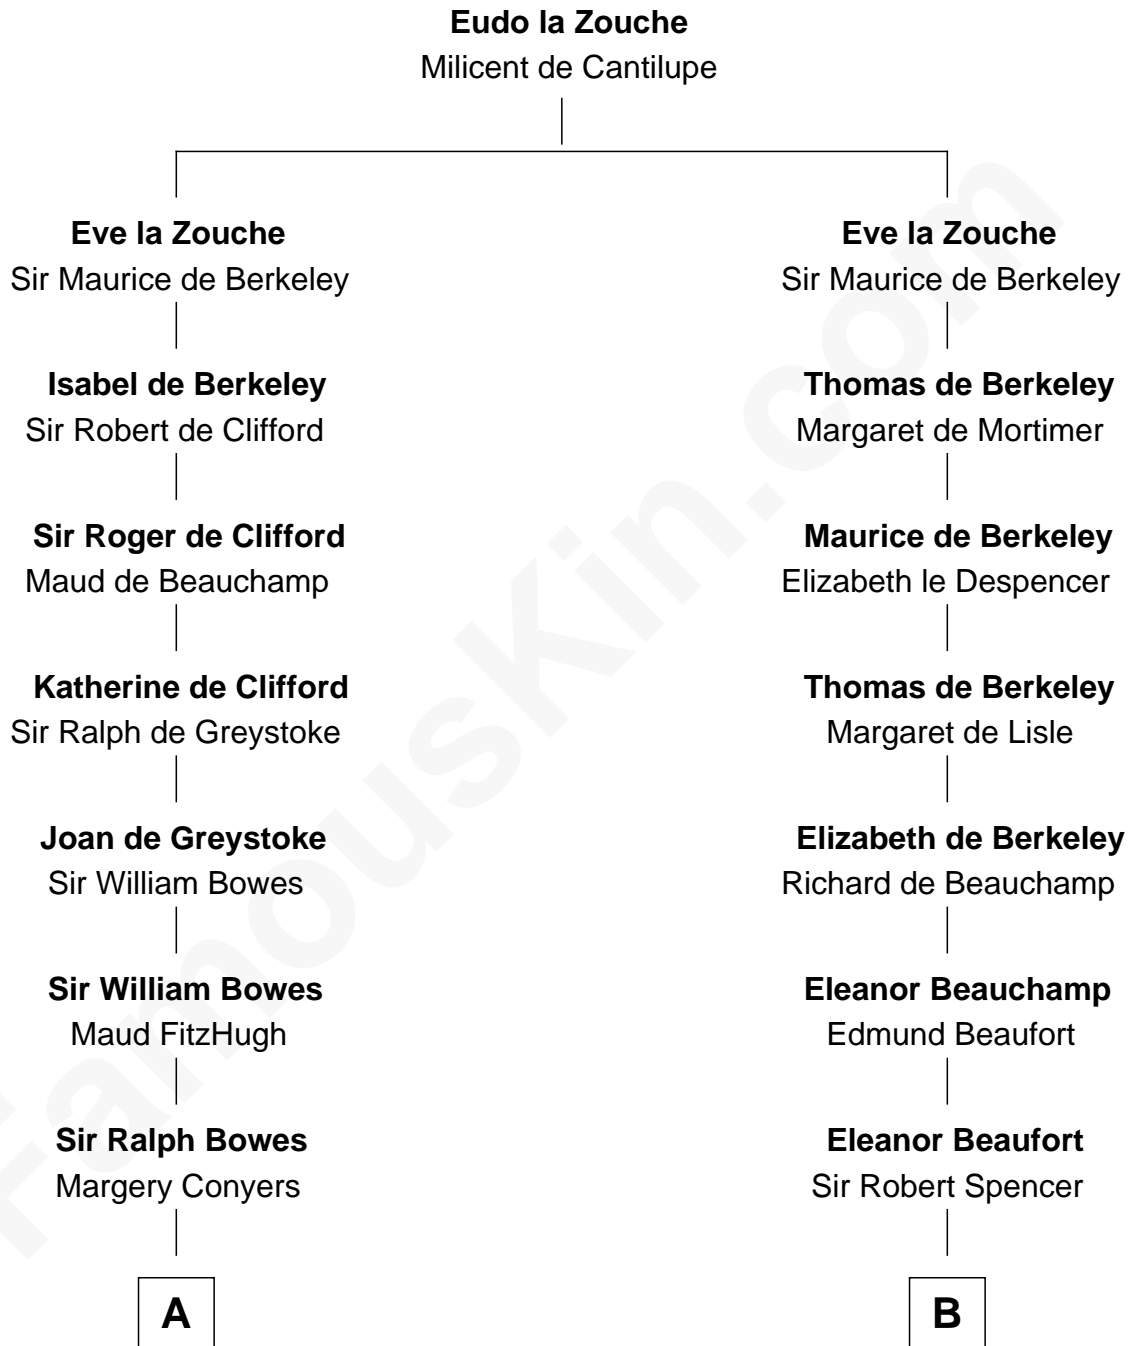 Eudo la Zouche
Milicent de Cantilupe
Eve la Zouche
Sir Maurice de Berkeley
Isabel de Berkeley
Sir Robert de Clifford
Sir Roger de Clifford
Maud de Beauchamp
Katherine de Clifford
Sir Ralph de Greystoke
Joan de Greystoke
Sir William Bowes
Sir William Bowes
Maud FitzHugh
Sir Ralph Bowes
Margery Conyers
A
Eve la Zouche
Sir Maurice de Berkeley
Thomas de Berkeley
Margaret de Mortimer
Maurice de Berkeley
Elizabeth le Despencer
Thomas de Berkeley
Margaret de Lisle
Elizabeth de Berkeley
Richard de Beauchamp
Eleanor Beauchamp
Edmund Beaufort
Eleanor Beaufort
Sir Robert Spencer
B
FamousKin.com